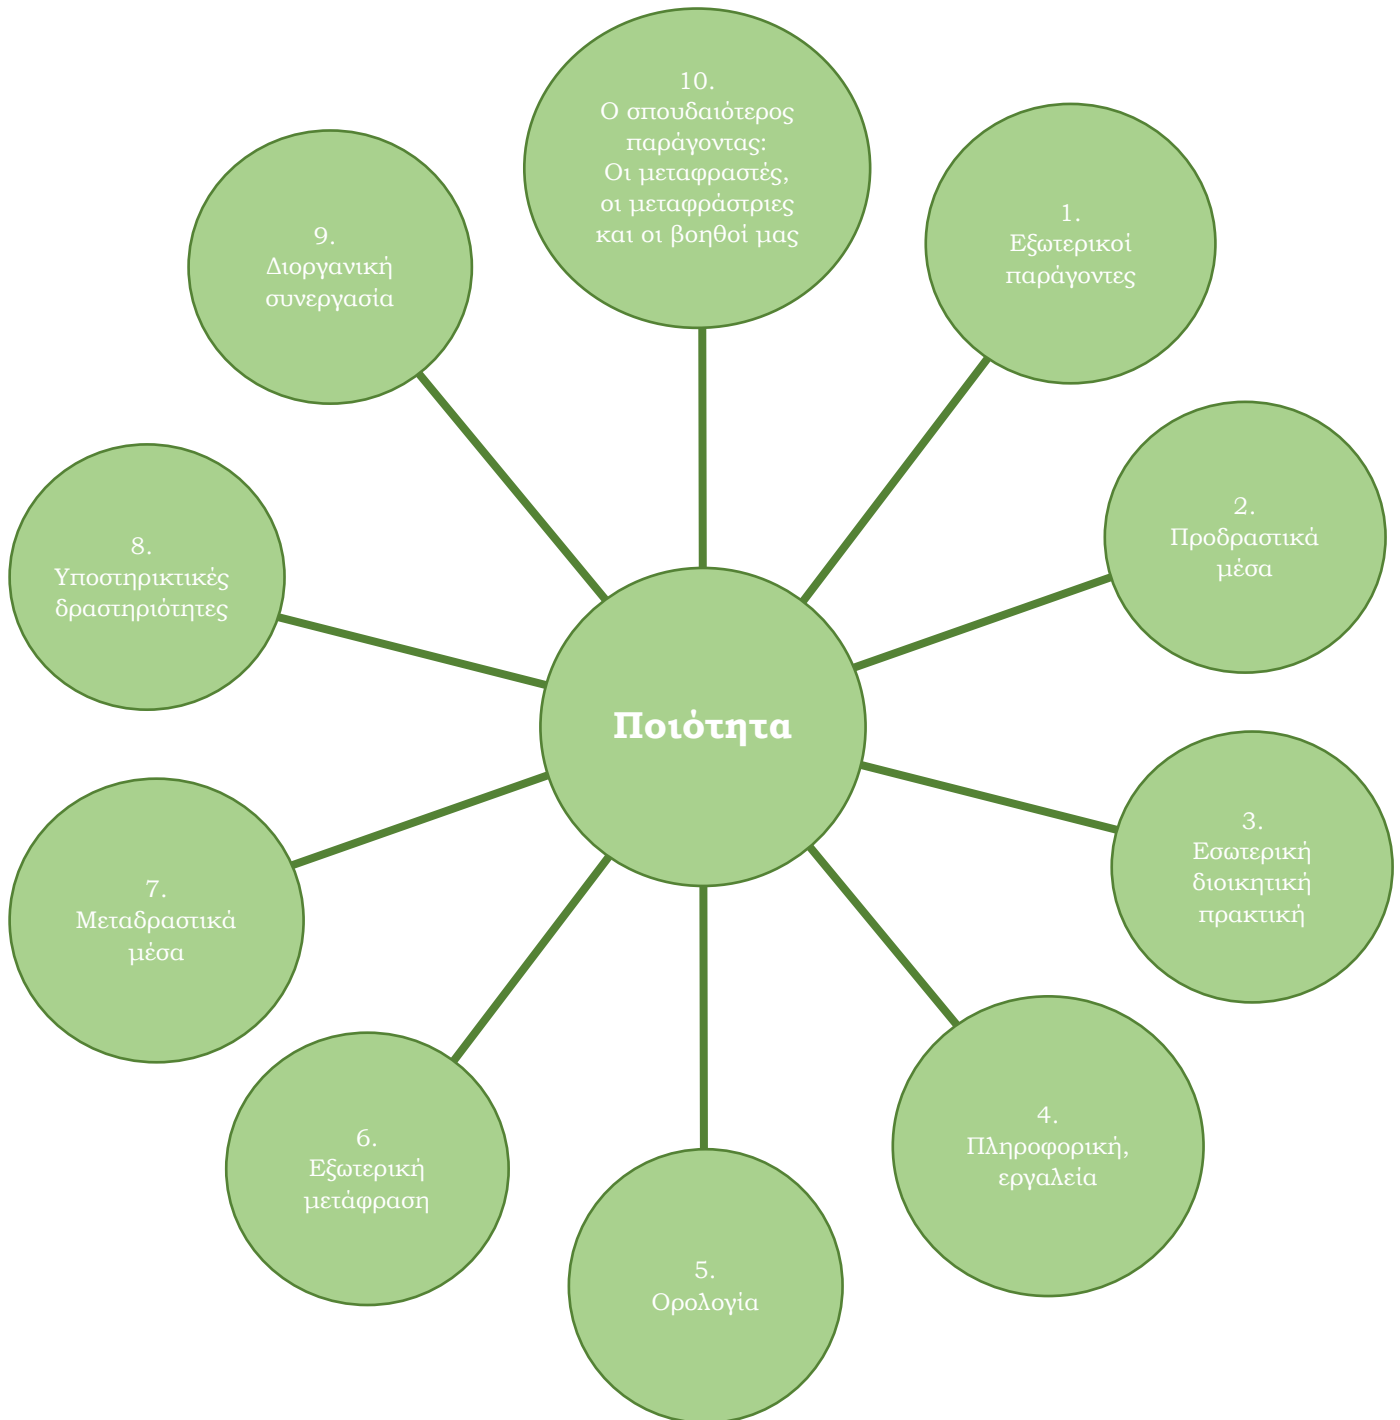 10.
Ο σπουδαιότερος
παράγοντας:
Οι μεταφραστές,
οι μεταφράστριες
και οι βοηθοί μας
1.
Εξωτερικοί
παράγοντες
2.
Προδραστικά
μέσα
3.
Εσωτερική
διοικητική
πρακτική
4.
Πληροφορική,
εργαλεία
5.
Ορολογία
6.
Εξωτερική
μετάφραση
7.
Μεταδραστικά
μέσα
8.
Υποστηρικτικές
δραστηριότητες
9.
Διοργανική
συνεργασία
Ποιότητα